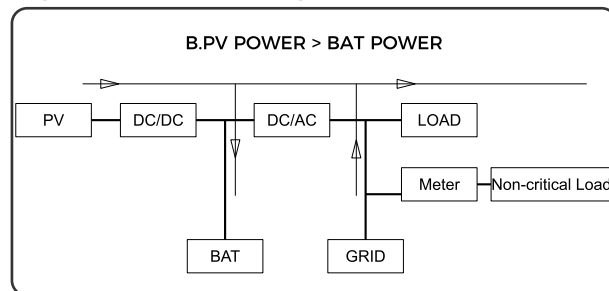 B.PV POWER > BAT POWER
PV
DC/DC
DC/AC
LOAD
Meter
Non-critical Load
BAT
GRID